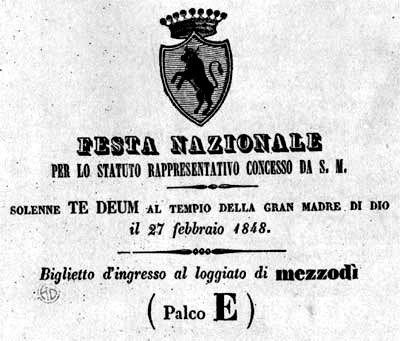 FESTA NAZIONALE
PER LO STATUTO RAPPRESENTATIVO CONCESSO DA S. M.
SOLENNE TE DEUM AL TEMPIO DELLA GRAN MADRE DI DIO
il 27 febbraio 1848.
Biglietto d'ingresso al loggiato di mezzodì
( Palco E )